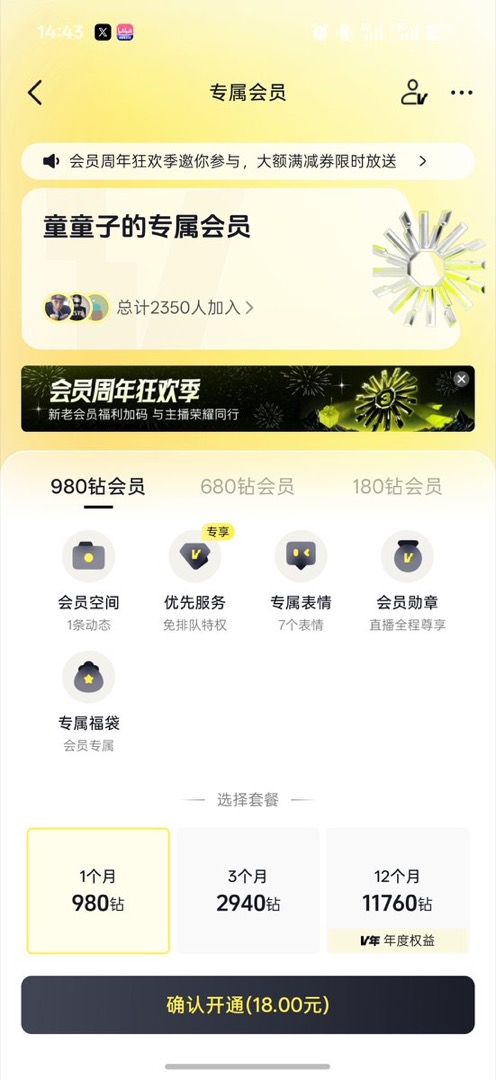 14:43
专属会员
会员周年狂欢季邀你参与，大额满减券限时放送
童童子的专属会员
总计2350人加入
会员周年狂欢季
新老会员福利加码 与主播荣耀同行
980钻会员 680钻会员 180钻会员
专享
会员空间 优先服务 专属表情 会员勋章
1条动态 免排队特权 7个表情 直播全程尊享
专属福袋
会员专属
选择套餐
1个月 3个月 12个月
980钻 2940钻 11760钻
V年 年度权益
确认开通(18.00元)